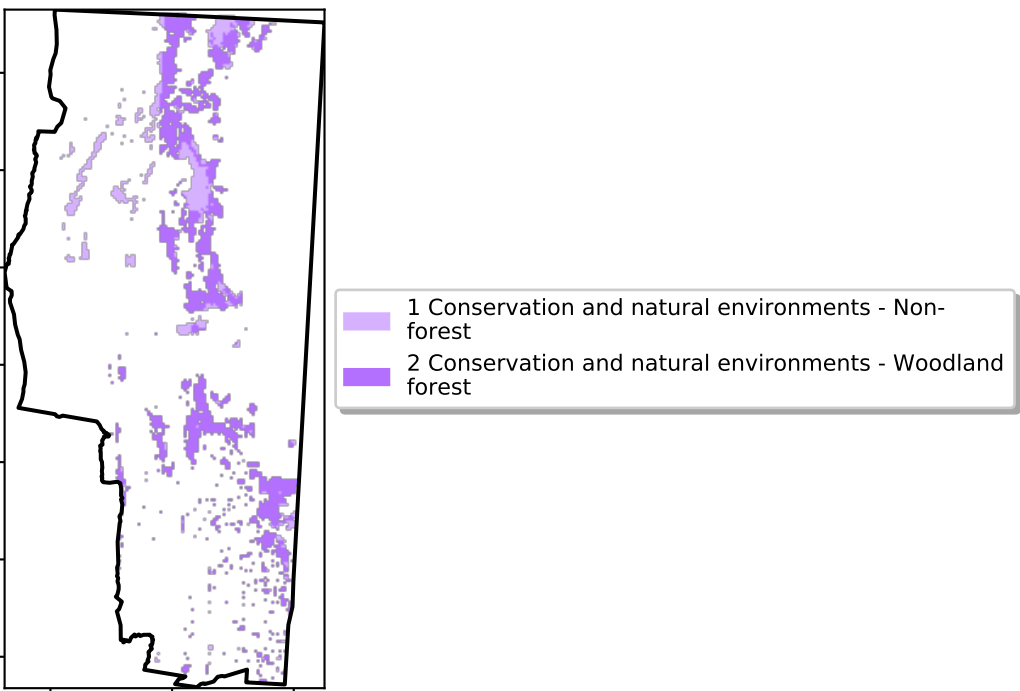 1 Conservation and natural environments - Non-
forest
2 Conservation and natural environments - Woodland
forest